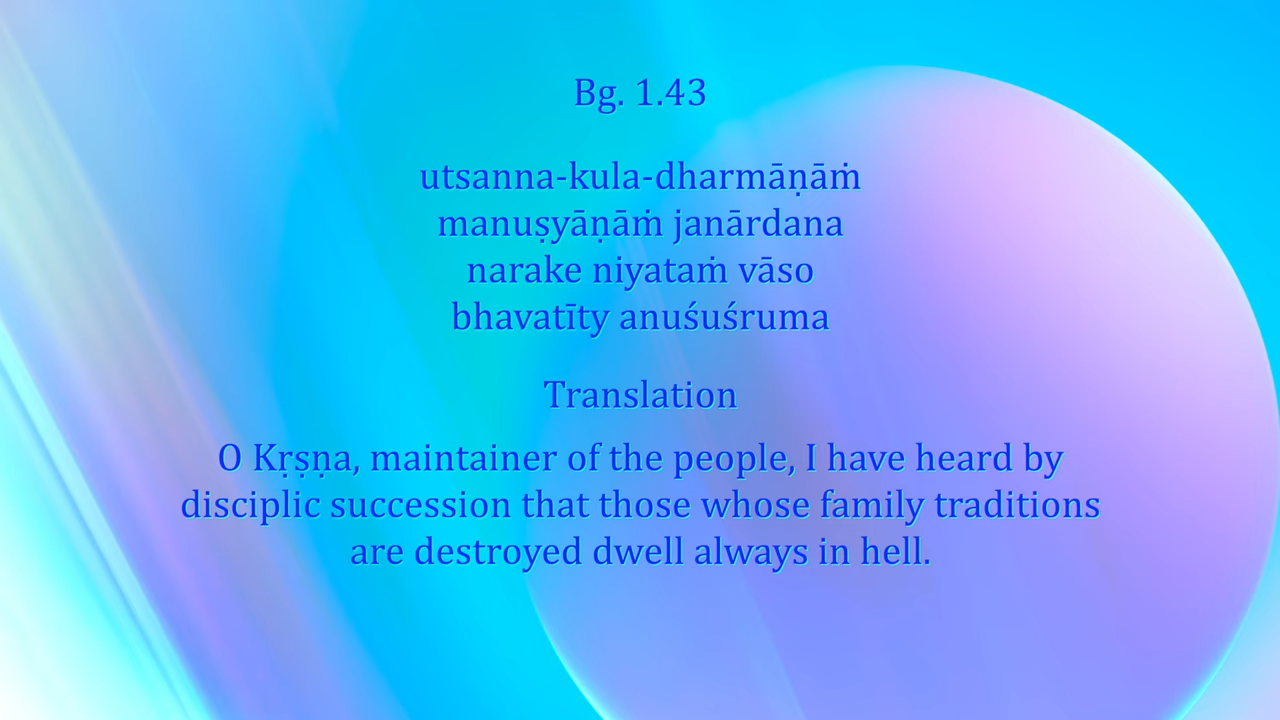 Bg. 1.43
utsanna-kula-dharmāṇāṁ
manuṣyāṇāṁ janārdana
narake niyataṁ vāso
bhavatīty anuśuśruma
Translation
O Kṛṣṇa, maintainer of the people, I have heard by
disciplic succession that those whose family traditions
are destroyed dwell always in hell.